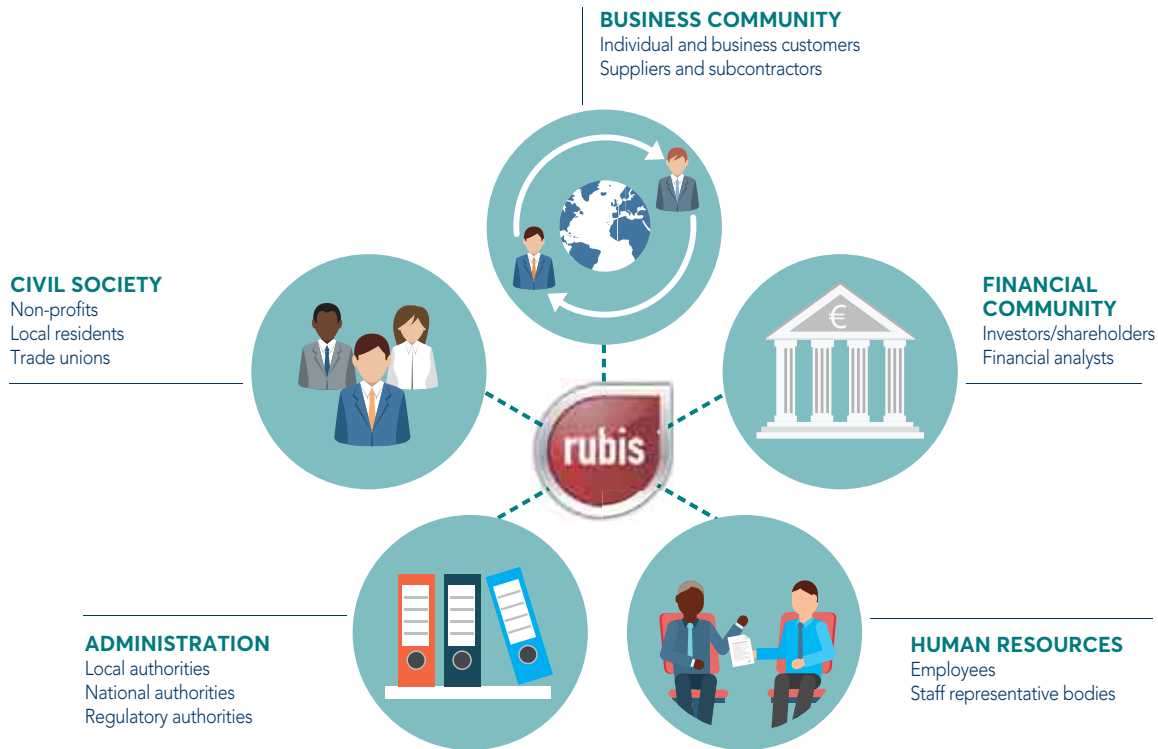 BUSINESS COMMUNITY
Individual and business customers
Suppliers and subcontractors
CIVIL SOCIETY
Non-profits
Local residents
Trade unions
€
FINANCIAL
COMMUNITY
Investors/shareholders
Financial analysts
rubis
ADMINISTRATION
Local authorities
National authorities
Regulatory authorities
HUMAN RESOURCES
Employees
Staff representative bodies